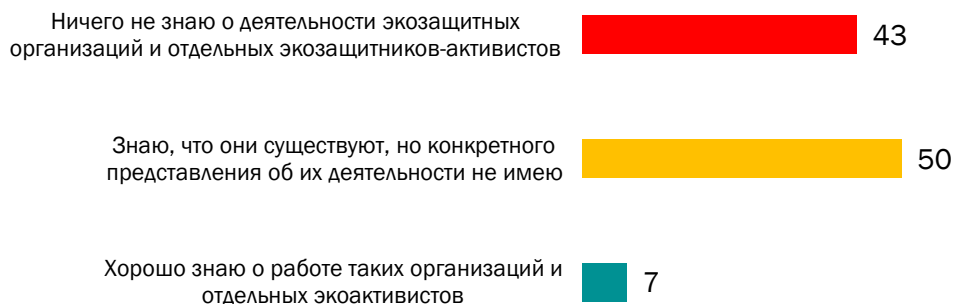 Ничего не знаю о деятельности экозащитных
организаций и отдельных экозащитников-активистов
43
Знаю, что они существуют, но конкретного
представления об их деятельности не имею
50
Хорошо знаю о работе таких организаций и
отдельных экоактивистов
7